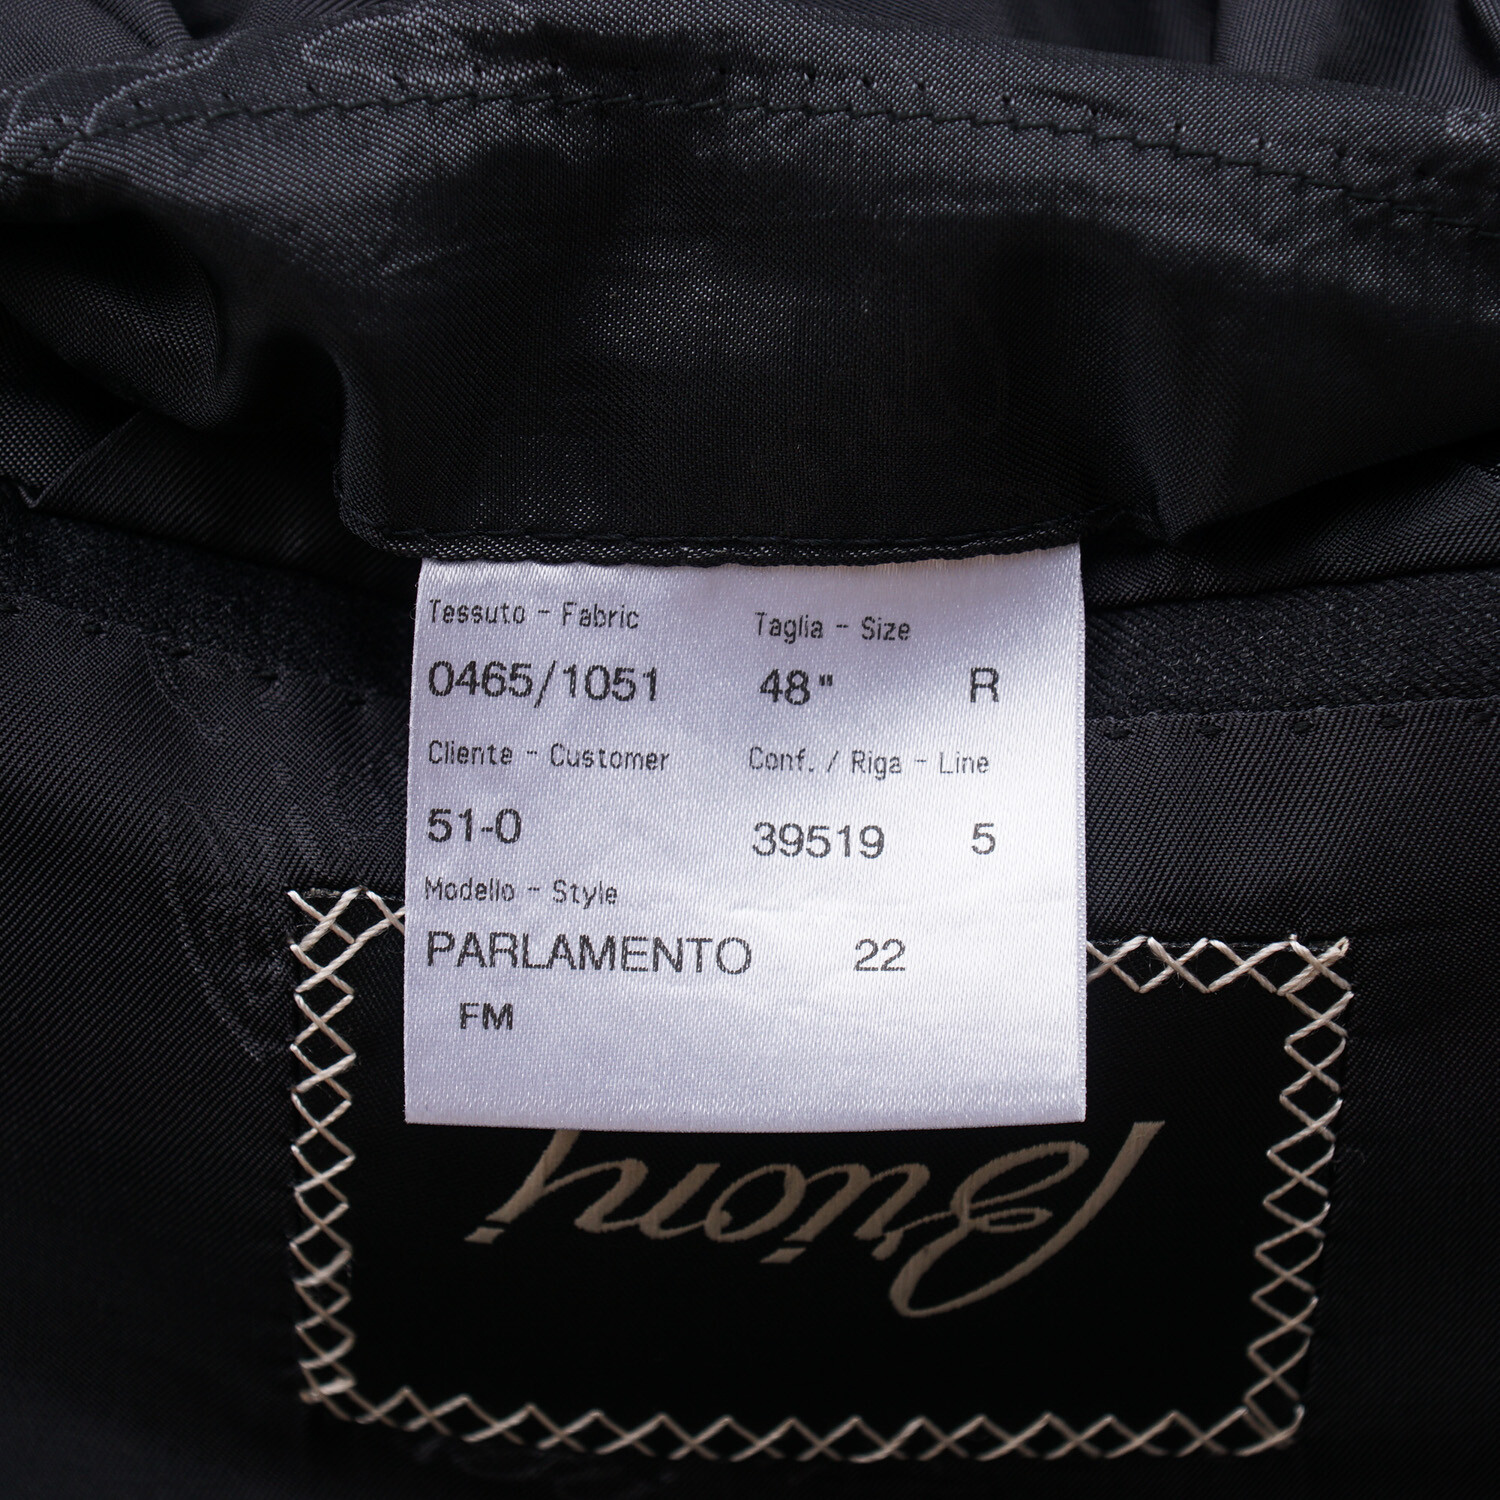 Tessuto - Fabric Taglia - Size
0465/1051 48" R
Cliente - Customer Conf. / Riga - Line
51-0 39519 5
Modello - Style
PARLAMENTO 22
FM
Brioni